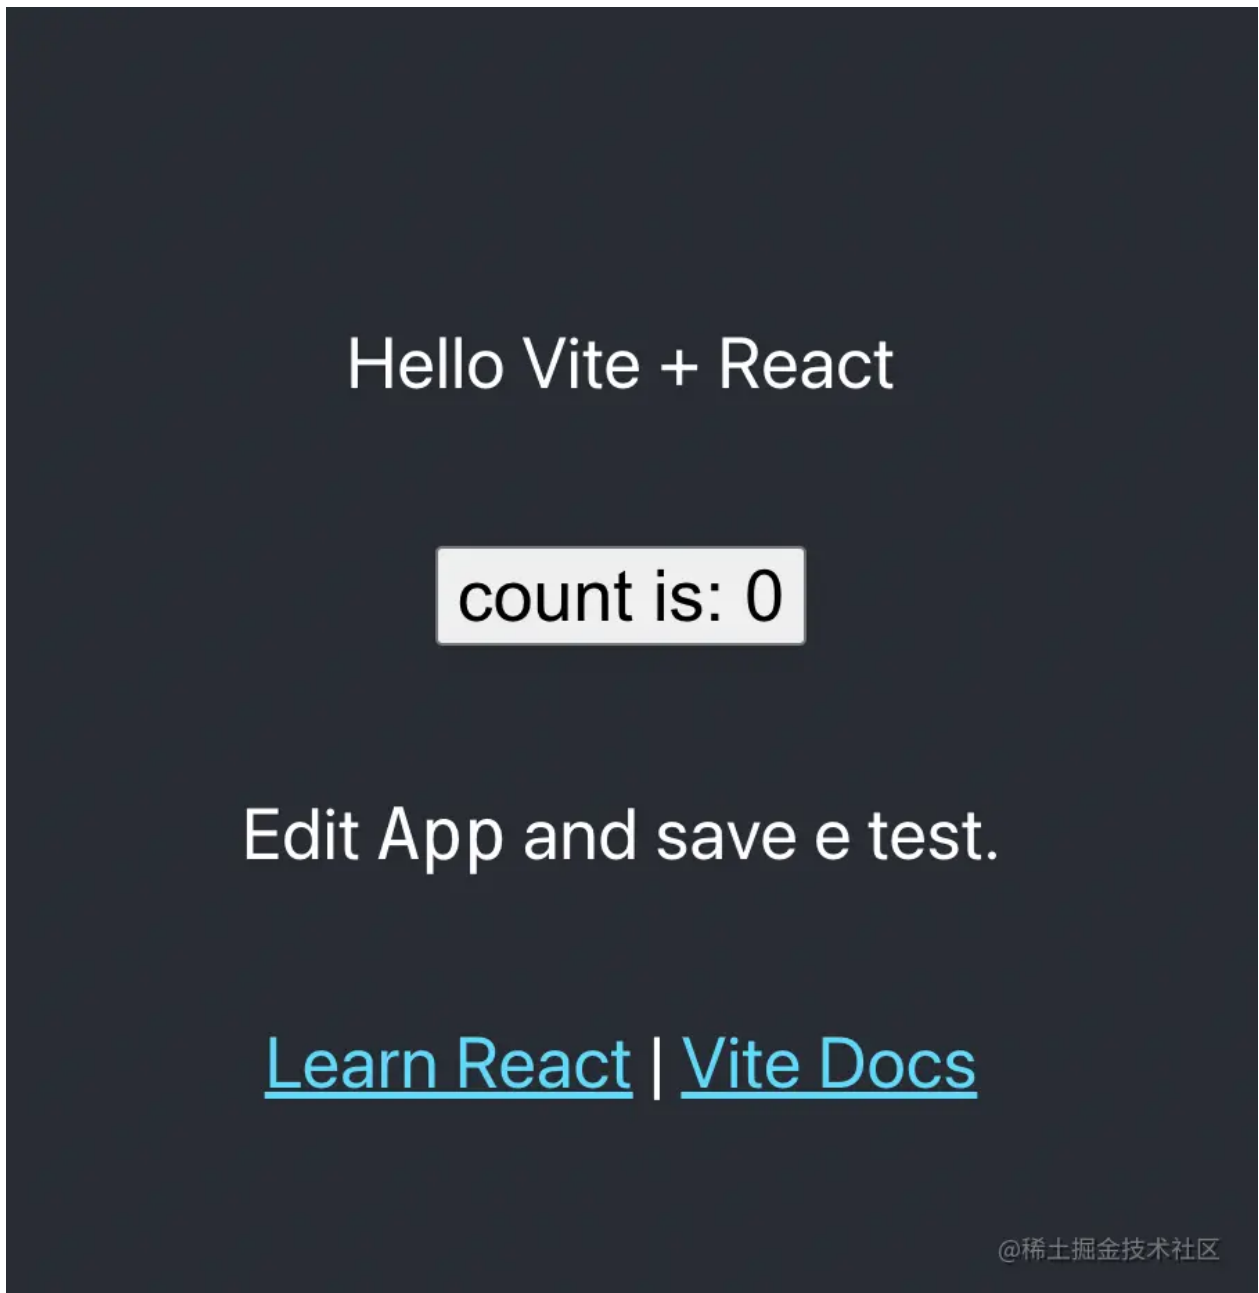 Hello Vite + React
count is: 0
Edit App and save e test.
Learn React | Vite Docs
@稀土掘金技术社区